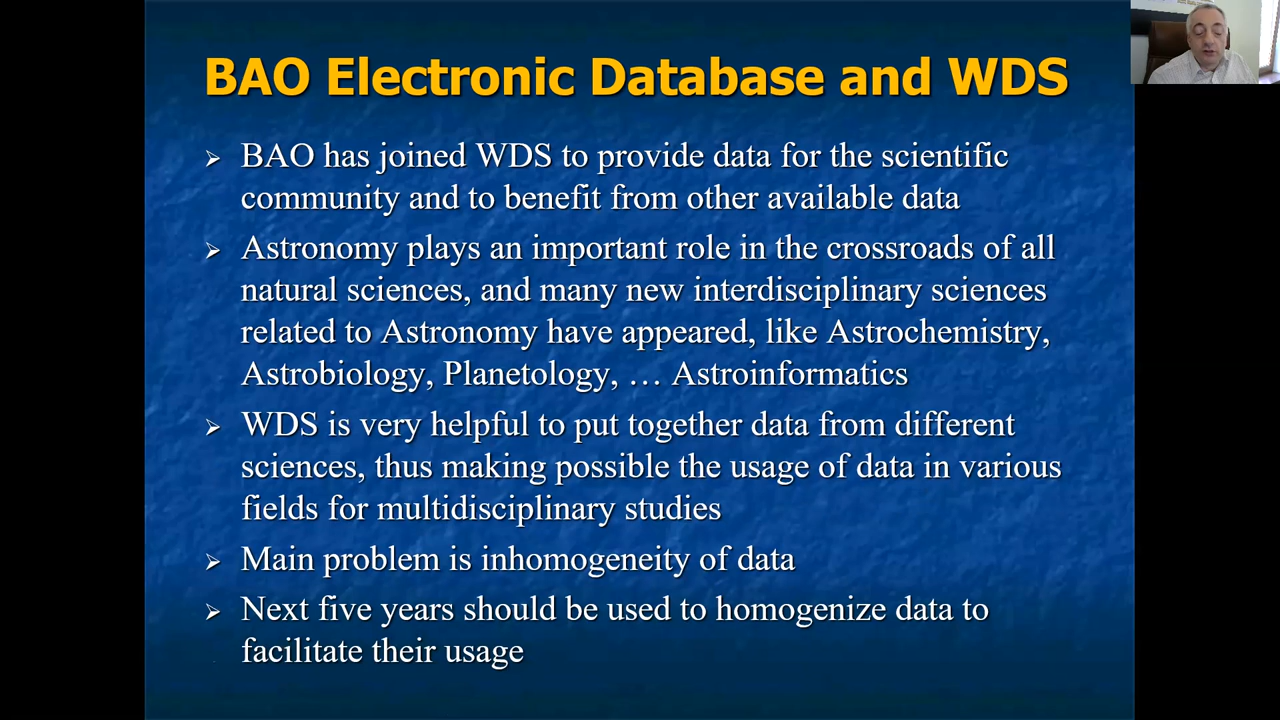 BAO Electronic Database and WDS
BAO has joined WDS to provide data for the scientific
community and to benefit from other available data
Astronomy plays an important role in the crossroads of all
natural sciences, and many new interdisciplinary sciences
related to Astronomy have appeared, like Astrochemistry,
Astrobiology, Planetology, … Astroinformatics
WDS is very helpful to put together data from different
sciences, thus making possible the usage of data in various
fields for multidisciplinary studies
Main problem is inhomogeneity of data
Next five years should be used to homogenize data to
facilitate their usage